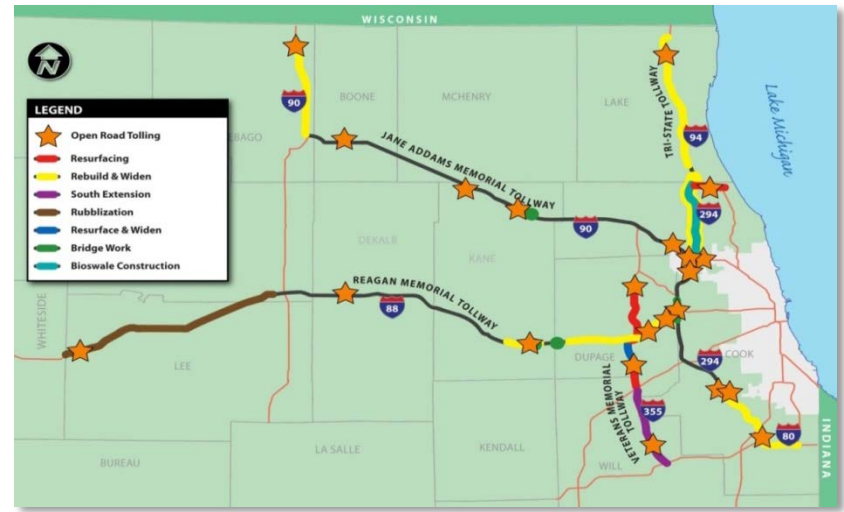 WISCONSIN
N
90
BOONE
MCHENRY
LAKE
TRI-STATE TOLLWAY
94
Lake Michigan
LEGEND
Open Road Tolling
Resurfacing
Rebuild & Widen
South Extension
Rubblization
Resurface & Widen
Bridge Work
Bioswale Construction
EBAGO
JANE ADDAMS MEMORIAL TOLLWAY
294
90
DEKALB
KANE
REAGAN MEMORIAL TOLLWAY
88
WHITESIDE
LEE
DUPAGE
294
COOK
VETERANS MEMORIAL
TOLLWAY
355
80
INDIANA
BUREAU
LA SALLE
KENDALL
WILL